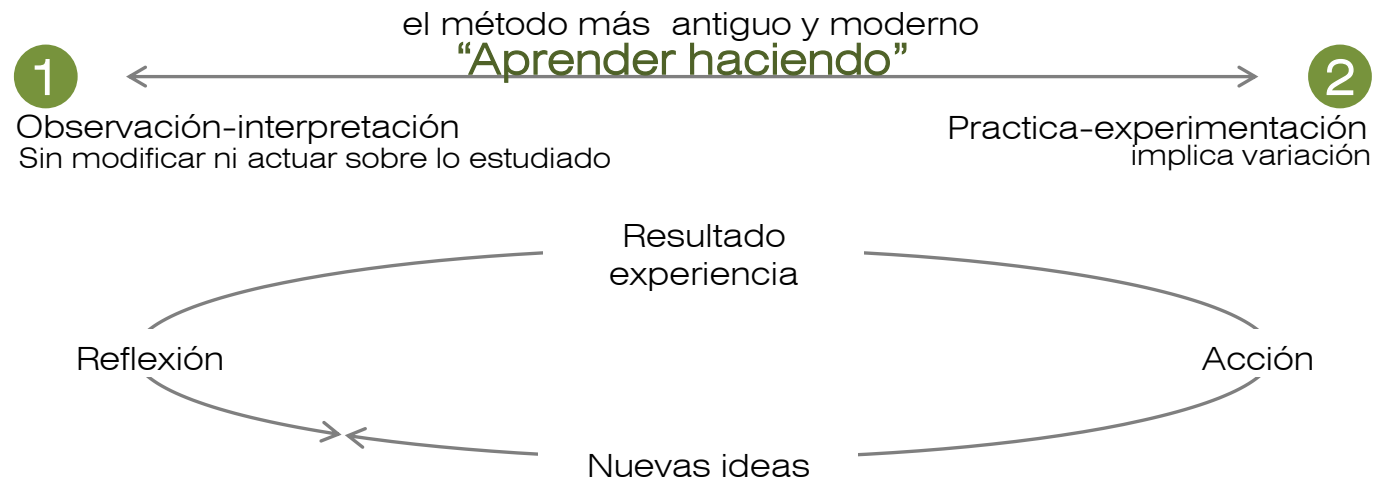 el método más antiguo y moderno
“Aprender haciendo”
1
2
Observación-interpretación
Sin modificar ni actuar sobre lo estudiado
Practica-experimentación
implica variación
Resultado
experiencia
Reflexión
Acción
Nuevas ideas